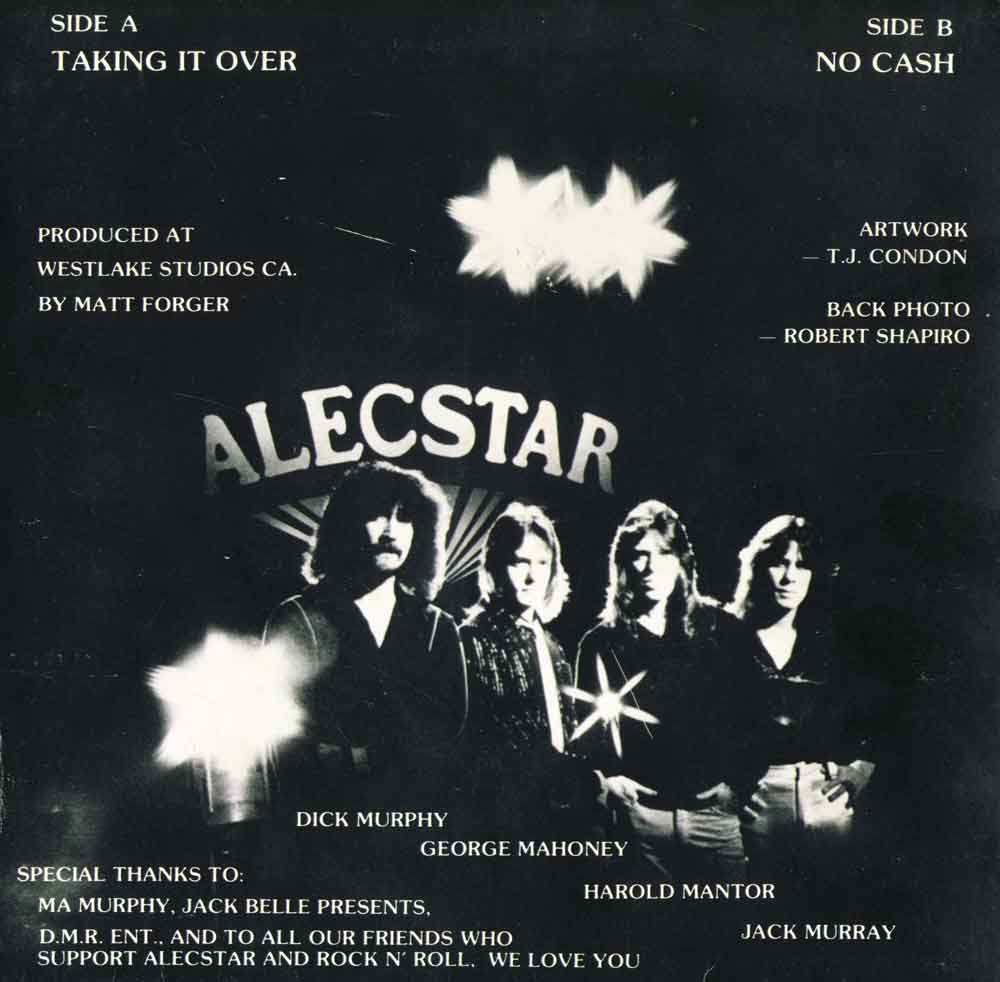 SIDE A
TAKING IT OVER
SIDE B
NO CASH
PRODUCED AT
WESTLAKE STUDIOS CA.
BY MATT FORGER
ARTWORK
– T.J. CONDON
BACK PHOTO
– ROBERT SHAPIRO
ALECSTAR
DICK MURPHY
GEORGE MAHONEY
HAROLD MANTOR
JACK MURRAY
SPECIAL THANKS TO:
MA MURPHY, JACK BELLE PRESENTS,
D.M.R. ENT., AND TO ALL OUR FRIENDS WHO
SUPPORT ALECSTAR AND ROCK N' ROLL. WE LOVE YOU